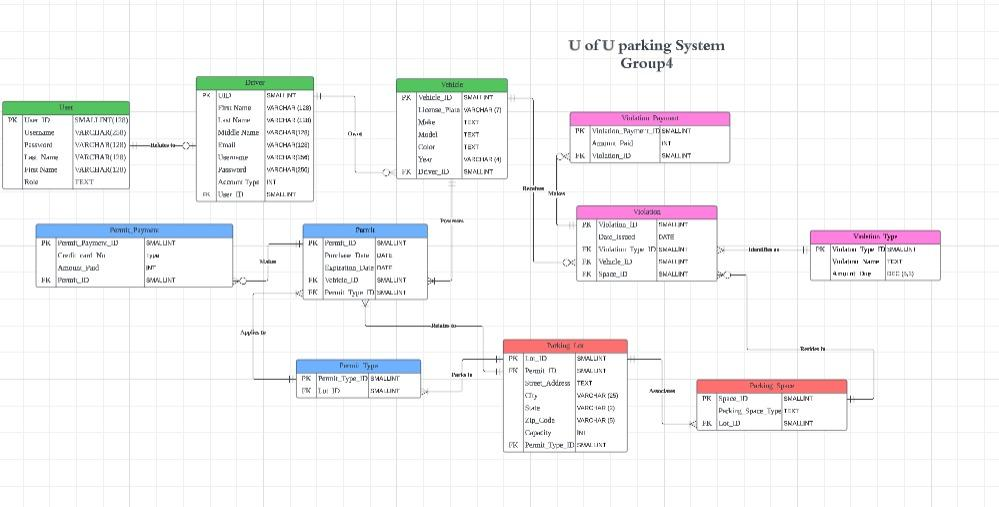 U of U parking System
Group4
User
PK User_ID SMALLINT(128)
Username VARCHAR(250)
Password VARCHAR(128)
Last Name VARCHAR(128)
First Name VARCHAR(128)
Role TEXT
Relates to
Driver
PK UID SMALLINT
First Name VARCHAR (128)
Last Name VARCHAR (128)
Middle Name VARCHAR(128)
Email VARCHAR(128)
Username VARCHAR(256)
Password VARCHAR(256)
Account Type INT
FK User_ID SMALLINT
Owns
Vehicle
PK Vehicle_ID SMALLINT
License_Plate VARCHAR (7)
Make TEXT
Model TEXT
Color TEXT
Year VARCHAR (4)
FK Driver_ID SMALLINT
Possesses
Receives
Makes
Violation_Payment
PK Violation_Payment_ID SMALLINT
Amount_Paid INT
FK Violation_ID SMALLINT
Violation
PK Violation_ID SMALLINT
Date_Issued DATE
FK Violation_Type_ID SMALLINT
FK Vehicle_ID SMALLINT
FK Space_ID SMALLINT
Identifies as
Violation_Type
PK Violation_Type_ID SMALLINT
Violation_Name TEXT
Amount_Due DEC (5,2)
Permit_Payment
PK Permit_Payment_ID SMALLINT
Credit_card_No Type
Amount_Paid INT
FK Permit_ID SMALLINT
Makes
Permit
PK Permit_ID SMALLINT
Purchase_Date DATE
Expiration_Date DATE
FK Vehicle_ID SMALLINT
FK Permit_Type_ID SMALLINT
Applies to
Relates to
Permit_Type
PK Permit_Type_ID SMALLINT
FK Lot_ID SMALLINT
Parks in
Parking_Lot
PK Lot_ID SMALLINT
FK Permit_ID SMALLINT
Street_Address TEXT
City VARCHAR (25)
State VARCHAR (2)
Zip_Code VARCHAR (5)
Capacity INT
FK Permit_Type_ID SMALLINT
Associates
Resides in
Parking_Space
PK Space_ID SMALLINT
Parking_Space_Type TEXT
FK Lot_ID SMALLINT